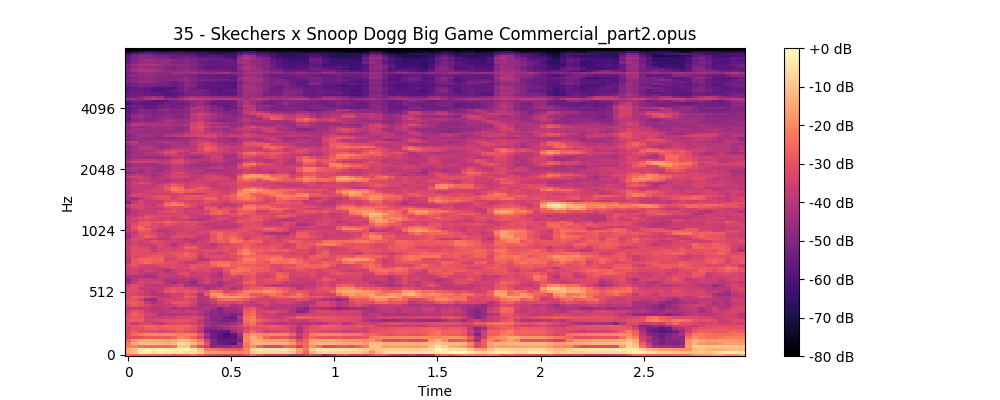 35 - Skechers x Snoop Dogg Big Game Commercial_part2.opus
Hz
4096
2048
1024
512
0
0 0.5 1 1.5 2 2.5
Time
+0 dB
-10 dB
-20 dB
-30 dB
-40 dB
-50 dB
-60 dB
-70 dB
-80 dB